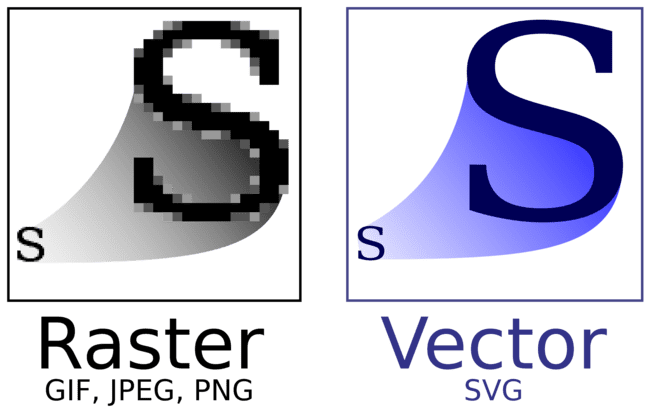 S
S
Raster
GIF, JPEG, PNG
S
S
Vector
SVG